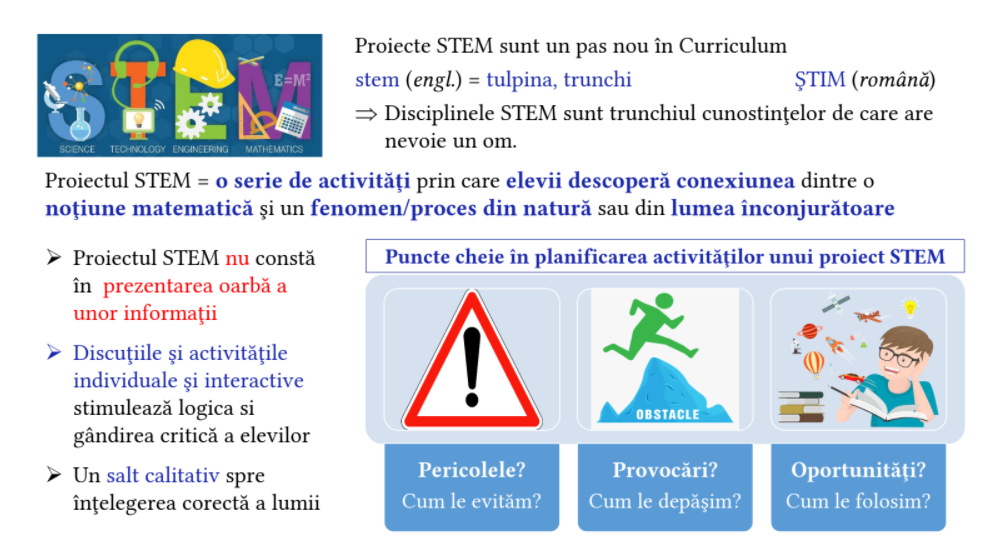 STEM
E=M²
SCIENCE TECHNOLOGY ENGINEERING MATHEMATICS
Proiecte STEM sunt un pas nou în Curriculum
stem (engl.) = tulpina, trunchi ŞTIM (română)
⇒ Disciplinele STEM sunt trunchiul cunostinţelor de care are
nevoie un om.
Proiectul STEM = o serie de activităţi prin care elevii descoperă conexiunea dintre o
noţiune matematică şi un fenomen/proces din natură sau din lumea înconjurătoare
➤ Proiectul STEM nu constă
în prezentarea oarbă a
unor informaţii
➤ Discuţiile şi activităţile
individuale şi interactive
stimulează logica si
gândirea critică a elevilor
➤ Un salt calitativ spre
înţelegerea corectă a lumii
Puncte cheie în planificarea activităţilor unui proiect STEM
OBSTACLE
Pericolele?
Cum le evităm?
Provocări?
Cum le depăşim?
Oportunităţi?
Cum le folosim?